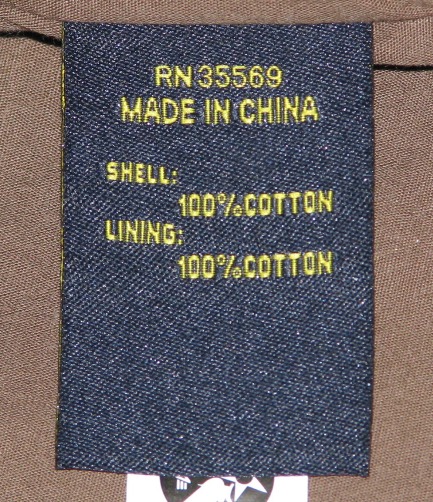 RN 35569
MADE IN CHINA
SHELL:
100% COTTON
LINING:
100% COTTON